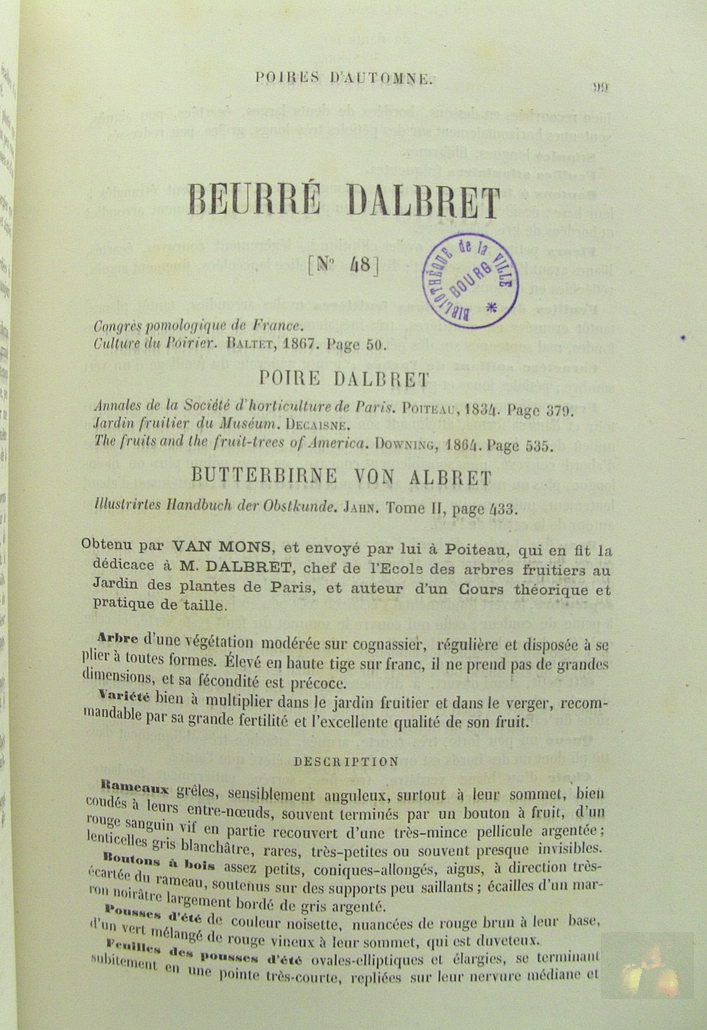 POIRES D'AUTOMNE.
99
BEURRÉ DALBRET
[N° 48]
BIBLIOTHÈQUE de la VILLE
BOURG
*
Congrès pomologique de France.
Culture du Poirier. BALTET, 1867. Page 50.
POIRE DALBRET
Annales de la Société d'horticulture de Paris. POITEAU, 1834. Page 379.
Jardin fruitier du Muséum. DECAISNE.
The fruits and the fruit-trees of America. DOWNING, 1864. Page 535.
BUTTERBIRNE VON ALBRET
Illustrirtes Handbuch der Obstkunde. JAHN. Tome II, page 433.
Obtenu par VAN MONS, et envoyé par lui à Poiteau, qui en fit la
dédicace à M. DALBRET, chef de l'Ecole des arbres fruitiers au
Jardin des plantes de Paris, et auteur d'un Cours théorique et
pratique de taille.
Arbre d'une végétation modérée sur cognassier, régulière et disposée à se
plier à toutes formes. Élevé en haute tige sur franc, il ne prend pas de grandes
dimensions, et sa fécondité est précoce.
Variété bien à multiplier dans le jardin fruitier et dans le verger, recom-
mandable par sa grande fertilité et l'excellente qualité de son fruit.
DESCRIPTION
Rameaux grêles, sensiblement anguleux, surtout à leur sommet, bien
coudés à leurs entre-nœuds, souvent terminés par un bouton à fruit, d'un
rouge sanguin vif en partie recouvert d'une très-mince pellicule argentée;
lenticelles gris blanchâtre, rares, très-petites ou souvent presque invisibles.
Boutons à bois assez petits, coniques-allongés, aigus, à direction très-
écartée du rameau, soutenus sur des supports peu saillants; écailles d'un mar-
ron noirâtre largement bordé de gris argenté.
Pousses d'été de couleur noisette, nuancées de rouge brun à leur base,
d'un vert mélangé de rouge vineux à leur sommet, qui est duveteux.
Feuilles des pousses d'été ovales-elliptiques et élargies, se terminant
subitement en une pointe très-courte, repliées sur leur nervure médiane et